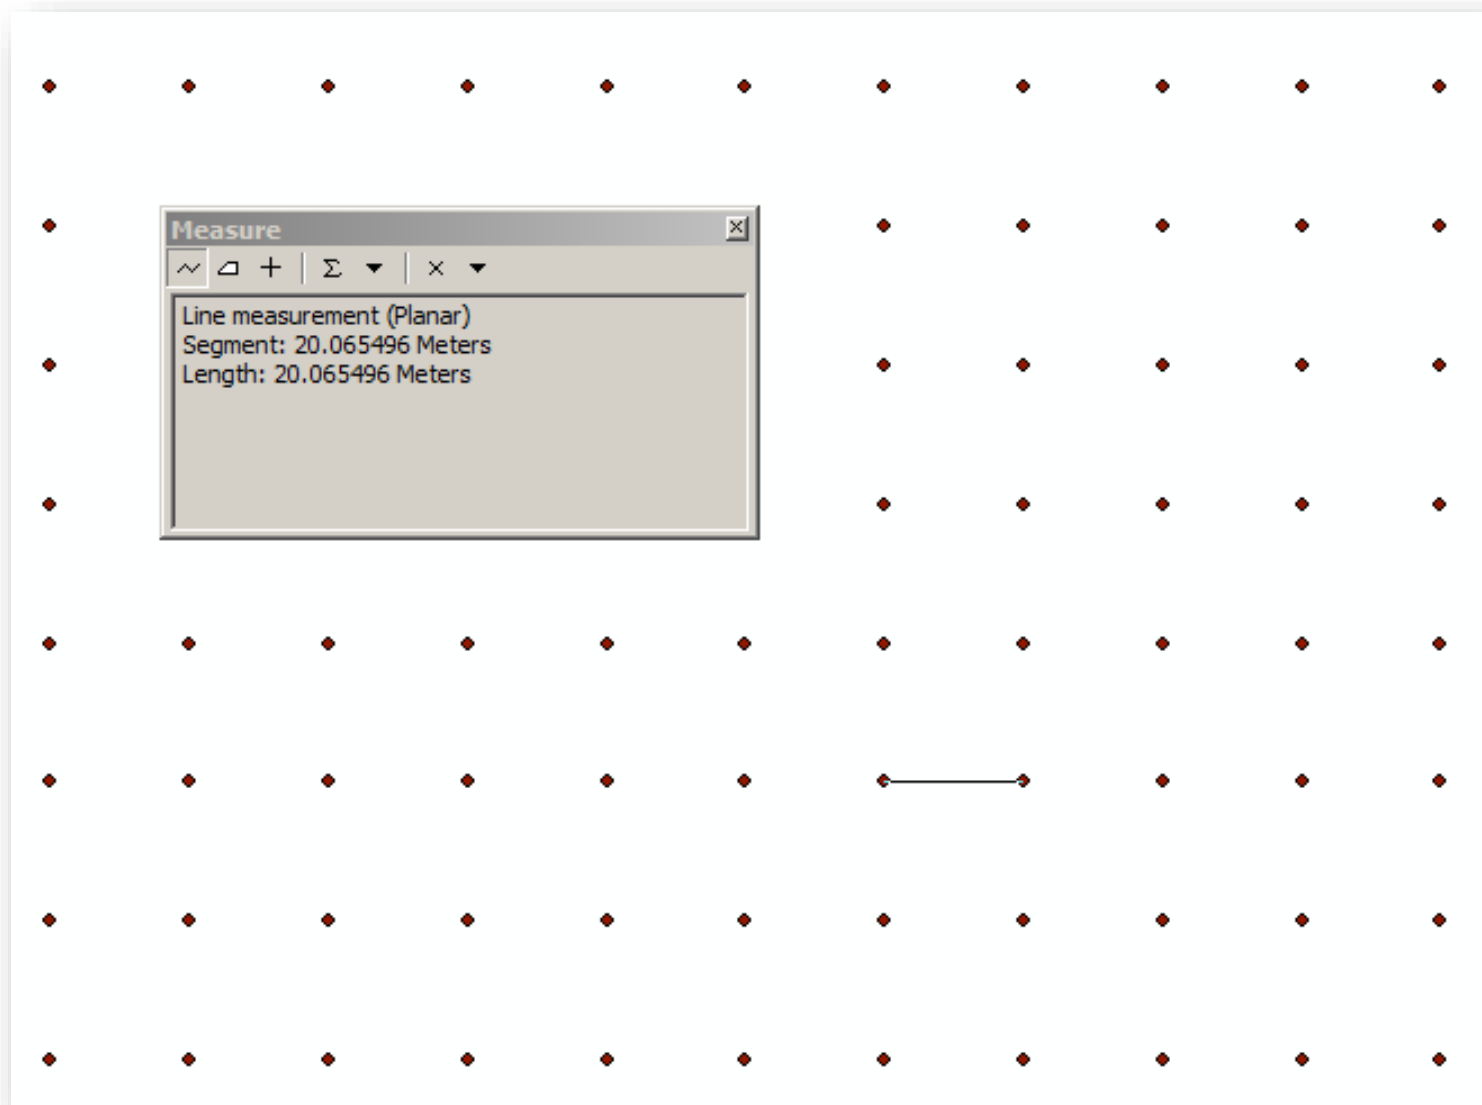 Measure
Σ
Line measurement (Planar)
Segment: 20.065496 Meters
Length: 20.065496 Meters